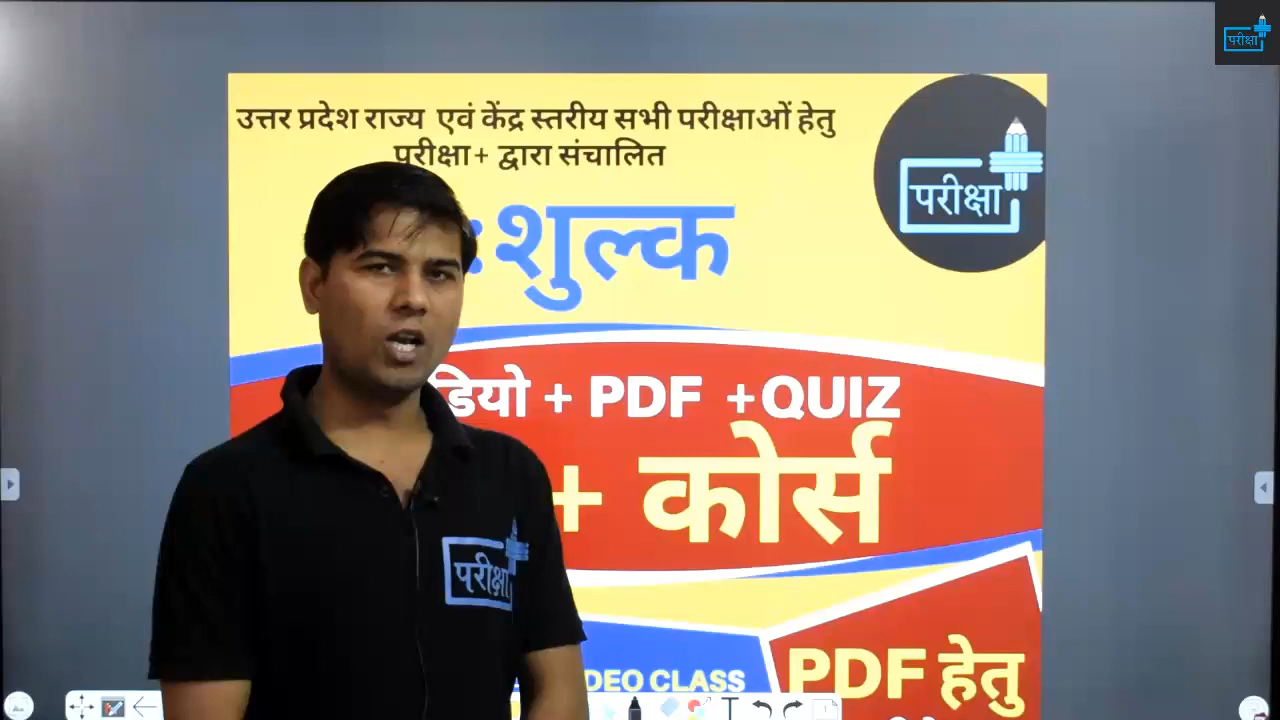 परीक्षा
उत्तर प्रदेश राज्य एवं केंद्र स्तरीय सभी परीक्षाओं हेतु
परीक्षा+ द्वारा संचालित
परीक्षा
:शुल्क
डियो + PDF +QUIZ
+ कोर्स
परीक्षा
DEO CLASS
PDF हेतु